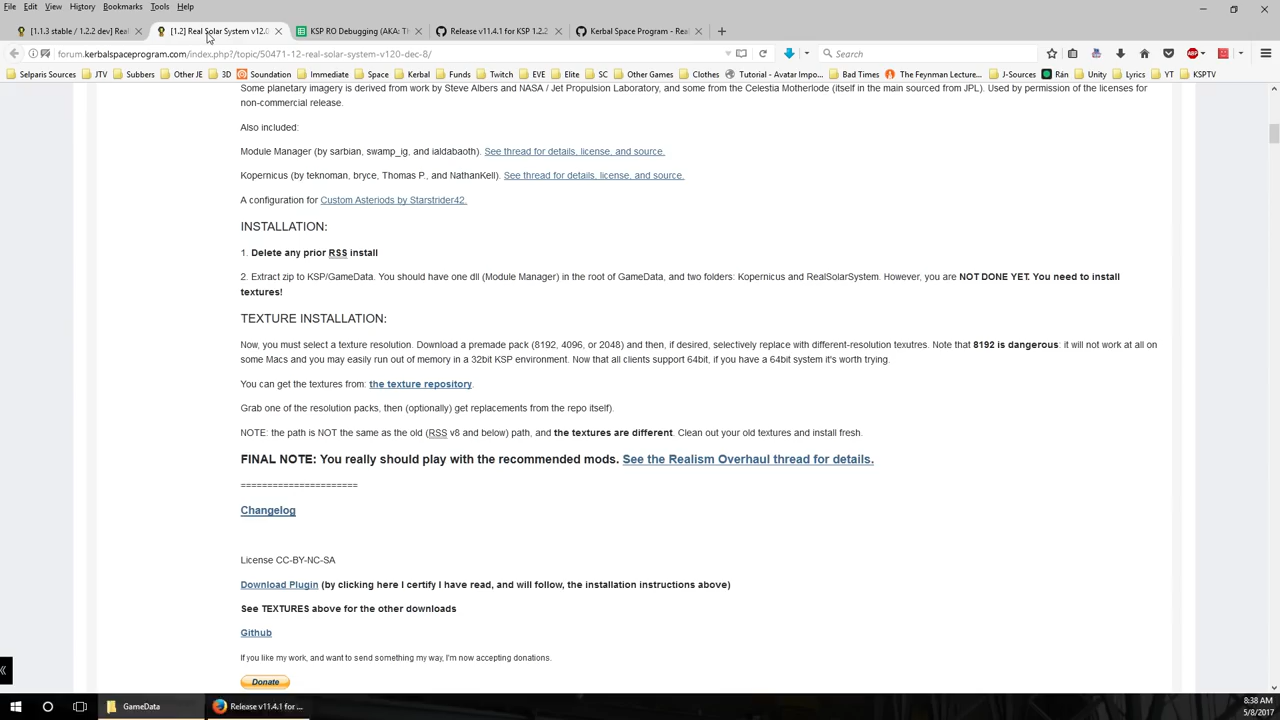 File Edit View History Bookmarks Tools Help
[1.1.3 stable / 1.2.2 dev] Real [1.2] Real Solar System v12.0 KSP RO Debugging (AKA: Th Release v11.4.1 for KSP 1.2.2 Kerbal Space Program - Rea
forum.kerbalspaceprogram.com/index.php?/topic/50471-12-real-solar-system-v120-dec-8/ Search
Selparis Sources JTV Subbers Other JE 3D Soundation Immediate Space Kerbal Funds Twitch EVE Elite SC Other Games Clothes Tutorial - Avatar Impo... Bad Times The Feynman Lecture... J-Sources Rán Unity Lyrics YT KSPTV
Some planetary imagery is derived from work by Steve Albers and NASA / Jet Propulsion Laboratory, and some from the Celestia Motherlode (itself in the main sourced from JPL). Used by permission of the licenses for
non-commercial release.
Also included:
Module Manager (by sarbian, swamp_ig, and ialdabaoth). See thread for details, license, and source.
Kopernicus (by teknoman, bryce, Thomas P., and NathanKell). See thread for details, license, and source.
A configuration for Custom Asteriods by Starstrider42.
INSTALLATION:
1. Delete any prior RSS install
2. Extract zip to KSP/GameData. You should have one dll (Module Manager) in the root of GameData, and two folders: Kopernicus and RealSolarSystem. However, you are NOT DONE YET. You need to install
textures!
TEXTURE INSTALLATION:
Now, you must select a texture resolution. Download a premade pack (8192, 4096, or 2048) and then, if desired, selectively replace with different-resolution texutres. Note that 8192 is dangerous: it will not work at all on
some Macs and you may easily run out of memory in a 32bit KSP environment. Now that all clients support 64bit, if you have a 64bit system it's worth trying.
You can get the textures from: the texture repository.
Grab one of the resolution packs, then (optionally) get replacements from the repo itself).
NOTE: the path is NOT the same as the old (RSS v8 and below) path, and the textures are different. Clean out your old textures and install fresh.
FINAL NOTE: You really should play with the recommended mods. See the Realism Overhaul thread for details.
======================
Changelog
License CC-BY-NC-SA
Download Plugin (by clicking here I certify I have read, and will follow, the installation instructions above)
See TEXTURES above for the other downloads
Github
If you like my work, and want to send something my way, I'm now accepting donations.
Donate
GameData Release v11.4.1 for ... 8:38 AM
5/8/2017